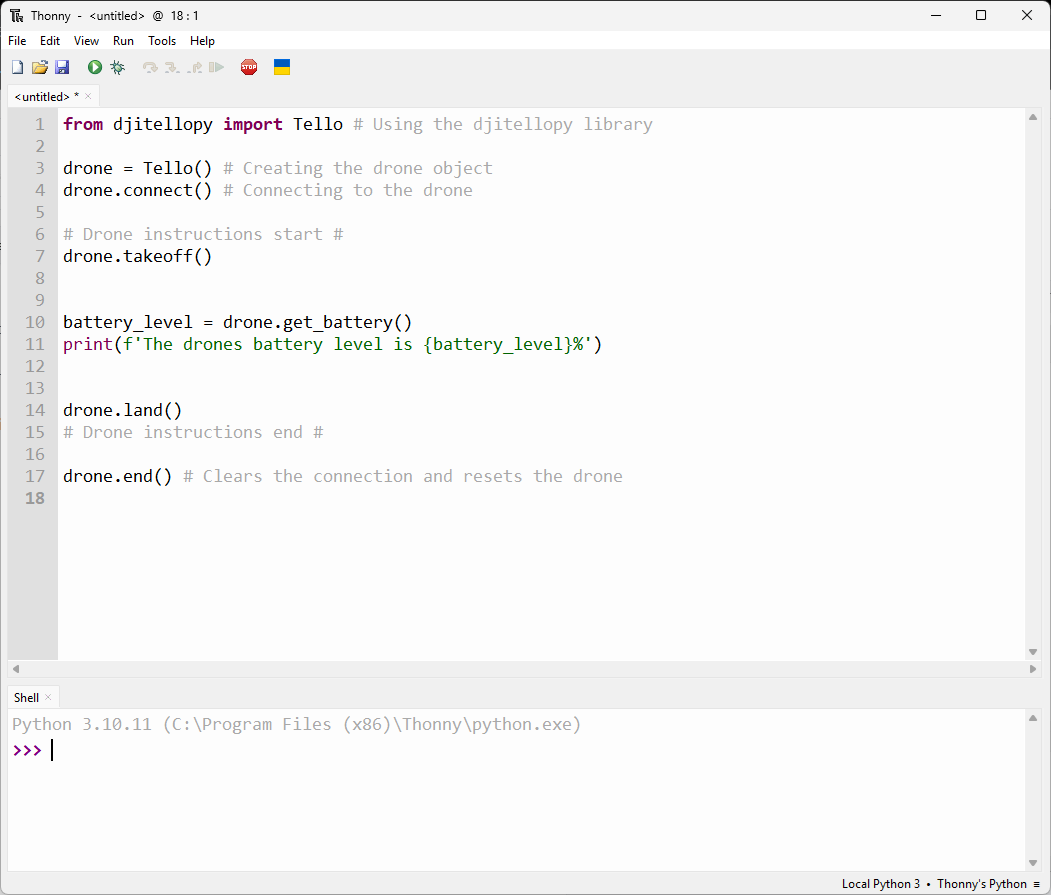 Thonny - <untitled> @ 18 : 1
File Edit View Run Tools Help
STOP
<untitled> * ×
1 from djitellopy import Tello # Using the djitellopy library
2
3 drone = Tello() # Creating the drone object
4 drone.connect() # Connecting to the drone
5
6 # Drone instructions start #
7 drone.takeoff()
8
9
10 battery_level = drone.get_battery()
11 print(f'The drones battery level is {battery_level}%')
12
13
14 drone.land()
15 # Drone instructions end #
16
17 drone.end() # Clears the connection and resets the drone
18
Shell ×
Python 3.10.11 (C:\Program Files (x86)\Thonny\python.exe)
>>>
Local Python 3 • Thonny's Python ≡